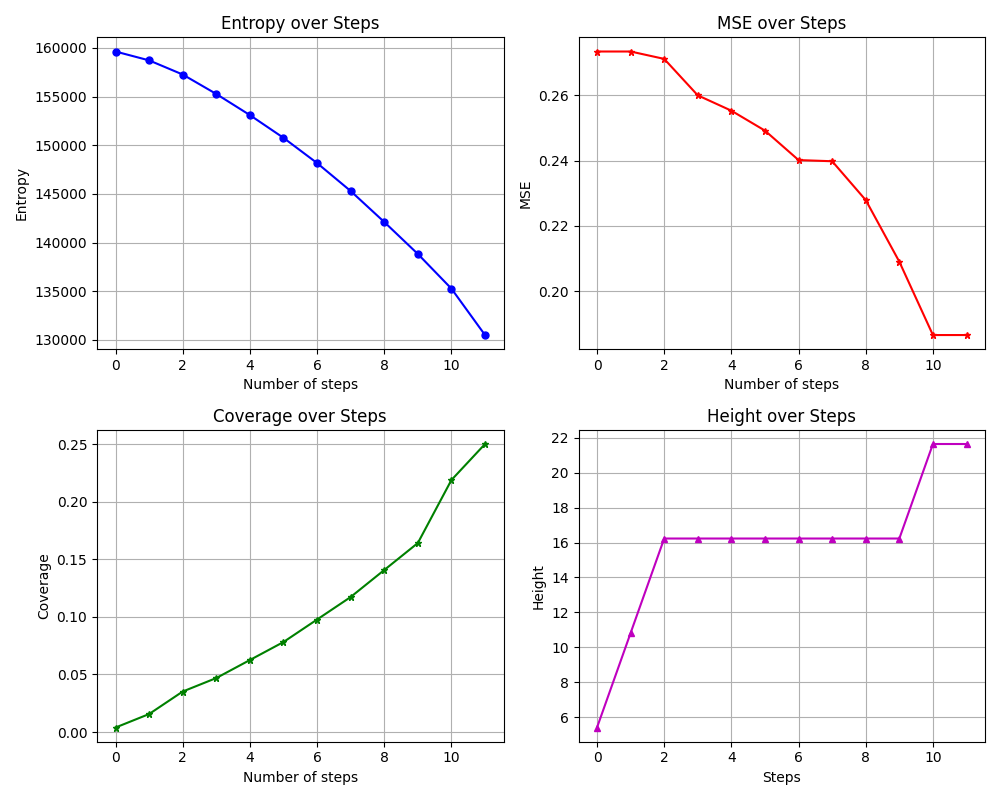 Entropy over Steps
160000
155000
150000
145000
140000
135000
130000
Entropy
0 2 4 6 8 10
Number of steps
MSE over Steps
0.26
0.24
0.22
0.20
MSE
0 2 4 6 8 10
Number of steps
Coverage over Steps
0.25
0.20
0.15
0.10
0.05
0.00
Coverage
0 2 4 6 8 10
Number of steps
Height over Steps
22
20
18
16
14
12
10
8
6
Height
0 2 4 6 8 10
Steps